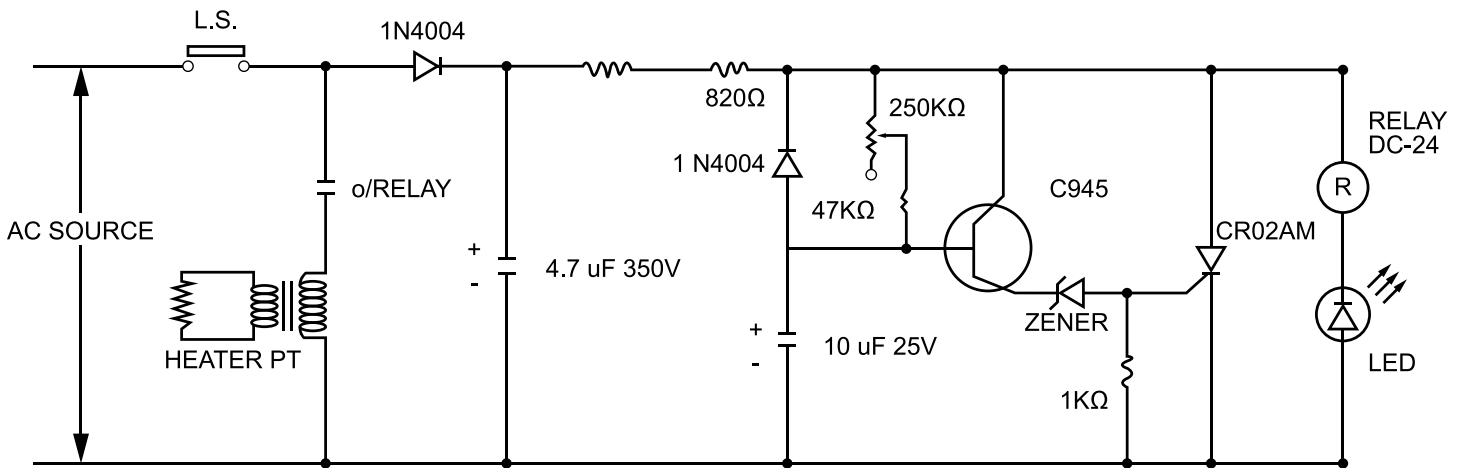 L.S.
1N4004
820Ω
250KΩ
RELAY
DC-24
1 N4004
o/RELAY
C945
R
47KΩ
AC SOURCE
CR02AM
+
-
4.7 uF 350V
ZENER
+
-
10 uF 25V
HEATER PT
LED
1KΩ